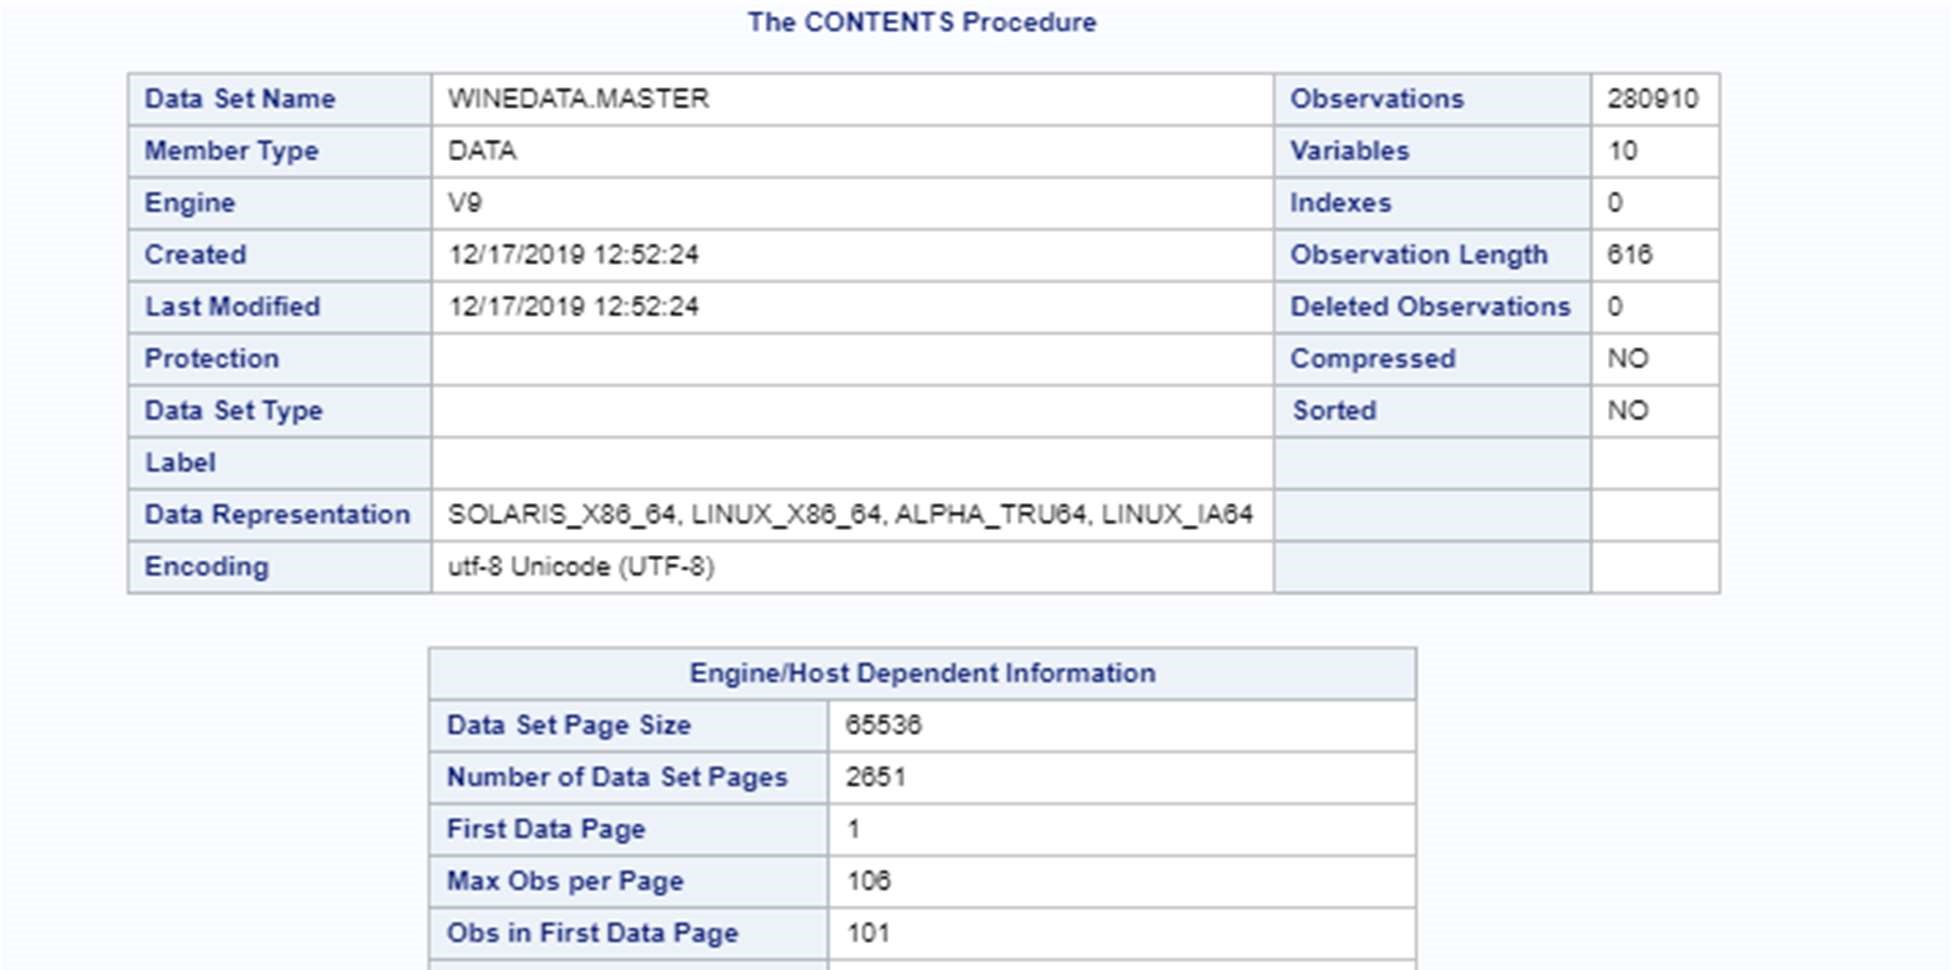 The CONTENTS Procedure
Data Set Name WINEDATA.MASTER Observations 280910
Member Type DATA Variables 10
Engine V9 Indexes 0
Created 12/17/2019 12:52:24 Observation Length 616
Last Modified 12/17/2019 12:52:24 Deleted Observations 0
Protection Compressed NO
Data Set Type Sorted NO
Label
Data Representation SOLARIS_X86_64, LINUX_X86_64, ALPHA_TRU64, LINUX_IA64
Encoding utf-8 Unicode (UTF-8)
Engine/Host Dependent Information
Data Set Page Size 65536
Number of Data Set Pages 2651
First Data Page 1
Max Obs per Page 106
Obs in First Data Page 101